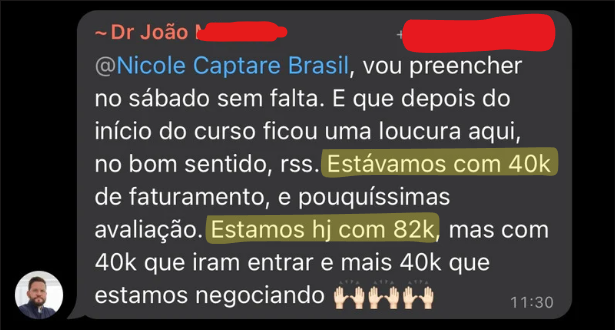 ~Dr João
@Nicole Captare Brasil, vou preencher
no sábado sem falta. E que depois do
início do curso ficou uma loucura aqui,
no bom sentido, rss. Estávamos com 40k
de faturamento, e pouquíssimas
avaliação. Estamos hj com 82k, mas com
40k que iram entrar e mais 40k que
estamos negociando 🙌🏻🙌🏻🙌🏻
11:30